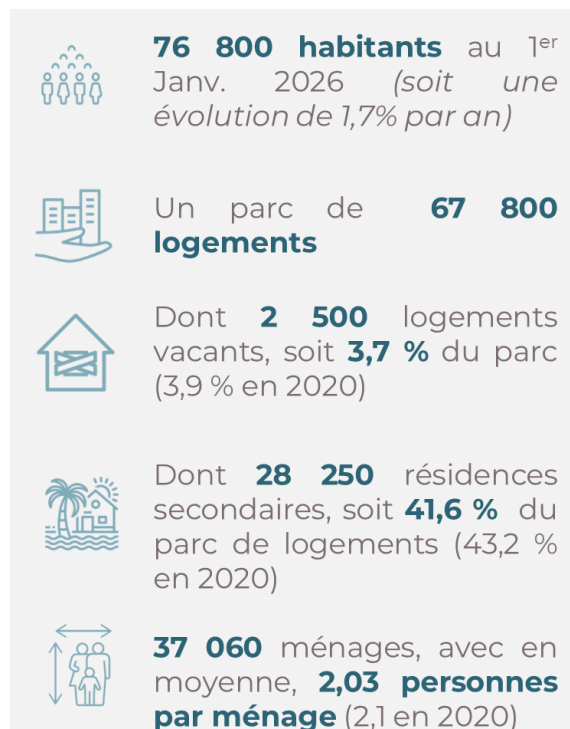 76 800 habitants au 1er
Janv. 2026 (soit une
évolution de 1,7% par an)
Un parc de 67 800
logements
Dont 2 500 logements
vacants, soit 3,7 % du parc
(3,9 % en 2020)
Dont 28 250 résidences
secondaires, soit 41,6 % du
parc de logements (43,2 %
en 2020)
37 060 ménages, avec en
moyenne, 2,03 personnes
par ménage (2,1 en 2020)